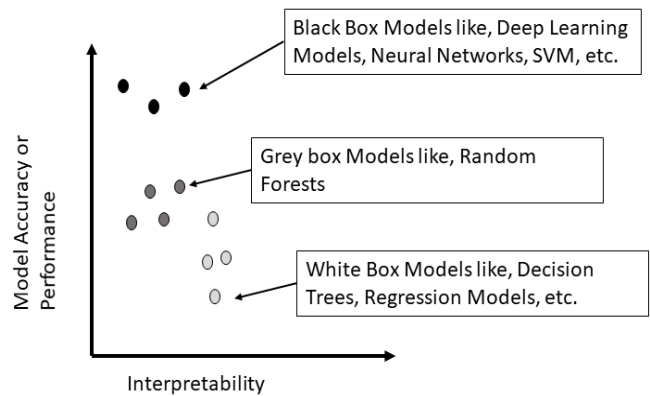 Black Box Models like, Deep Learning
Models, Neural Networks, SVM, etc.
Grey box Models like, Random
Forests
White Box Models like, Decision
Trees, Regression Models, etc.
Model Accuracy or
Performance
Interpretability